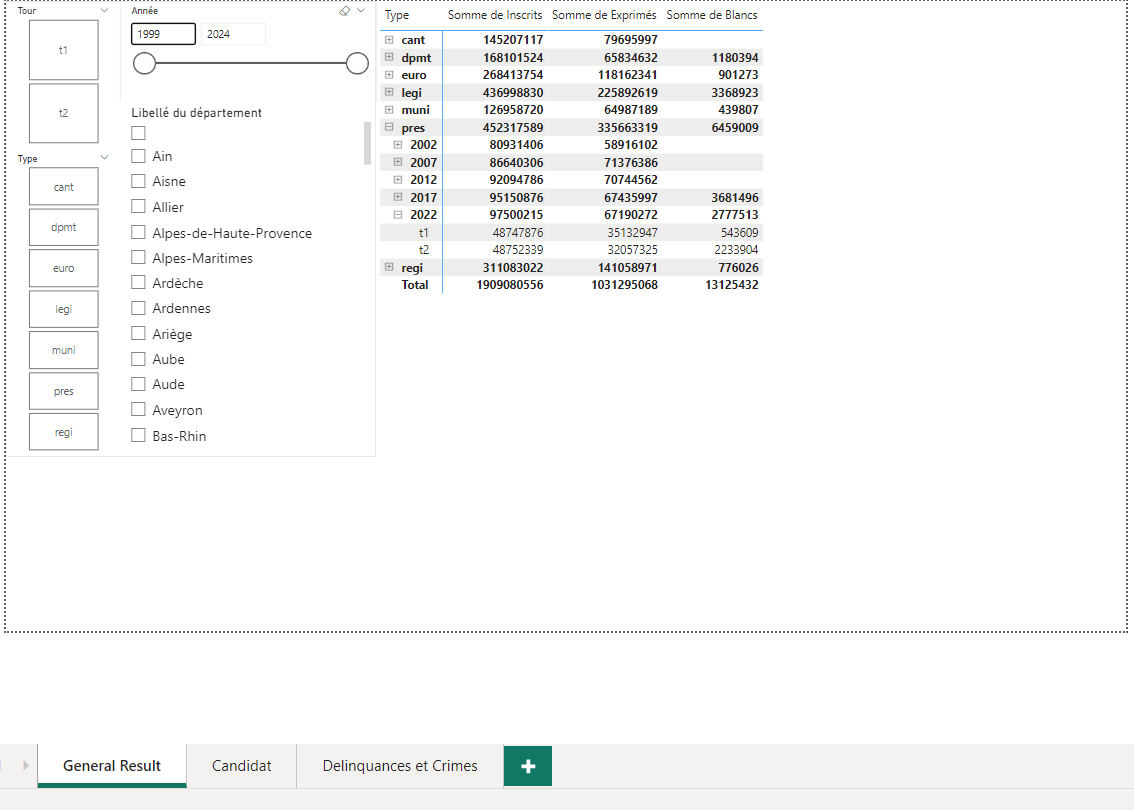 Tour
t1
t2
Type
cant
dpmt
euro
legi
muni
pres
regi
Année
1999
2024
Libellé du département
Ain
Aisne
Allier
Alpes-de-Haute-Provence
Alpes-Maritimes
Ardèche
Ardennes
Ariège
Aube
Aude
Aveyron
Bas-Rhin
Type Somme de Inscrits Somme de Exprimés Somme de Blancs
cant 145207117 79695997
dpmt 168101524 65834632 1180394
euro 268413754 118162341 901273
legi 436998830 225892619 3368923
muni 126958720 64987189 439807
pres 452317589 335663319 6459009
2002 80931406 58916102
2007 86640306 71376386
2012 92094786 70744562
2017 95150876 67435997 3681496
2022 97500215 67190272 2777513
t1 48747876 35132947 543609
t2 48752339 32057325 2233904
regi 311083022 141058971 776026
Total 1909080556 1031295068 13125432
General Result Candidat Delinquances et Crimes +